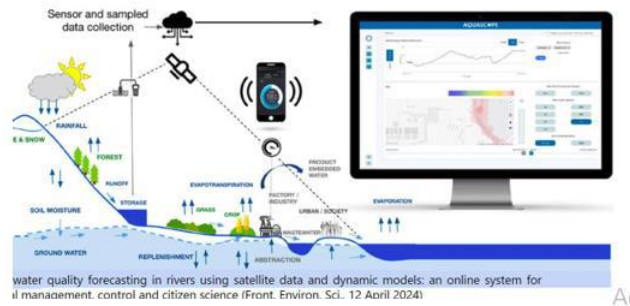 Sensor and sampled
data collection
AQUASCOPE
RAINFALL
E & SNOW
FOREST
RUNOFF
STORAGE
SOIL MOISTURE
GROUND WATER
EVAPOTRANSPIRATION
GRASS
CROP
REPLENISHMENT
FACTORY /
INDUSTRY
PRODUCT
EMBEDDED
WATER
URBAN / SOCIETY
WASTEWATER
ABSTRACTION
EVAPORATION
water quality forecasting in rivers using satellite data and dynamic models: an online system for
l management, control and citizen science (Front. Environ. Sci., 12 April 2024)
A